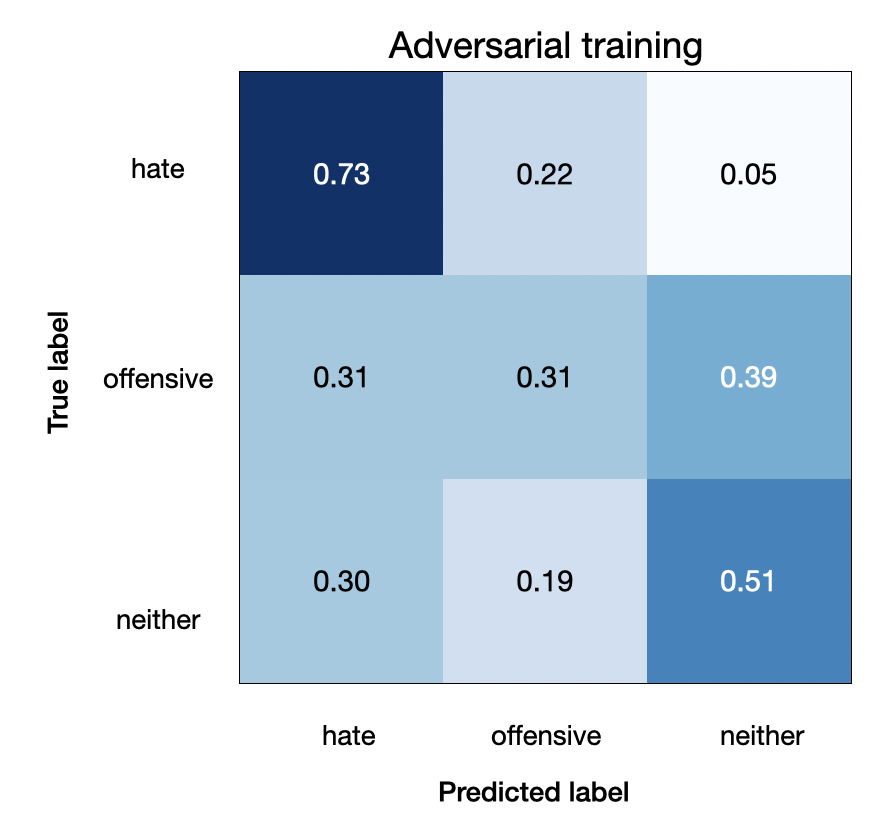 Adversarial training
hate 0.73 0.22 0.05
True label
offensive 0.31 0.31 0.39
neither 0.30 0.19 0.51
hate offensive neither
Predicted label